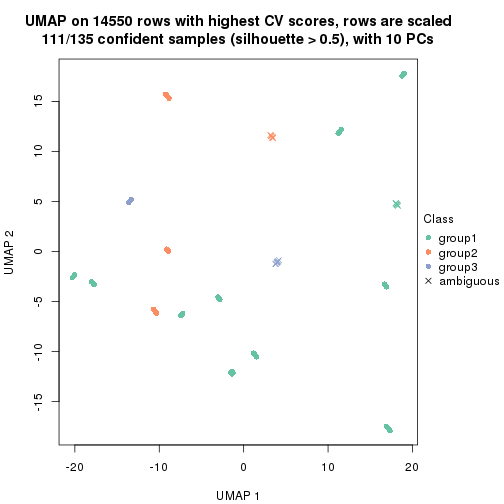 UMAP on 14550 rows with highest CV scores, rows are scaled
111/135 confident samples (silhouette > 0.5), with 10 PCs
15
10
5
0
-5
-10
-15
UMAP 2
-20
-10
0
10
20
UMAP 1
Class
group1
group2
group3
ambiguous